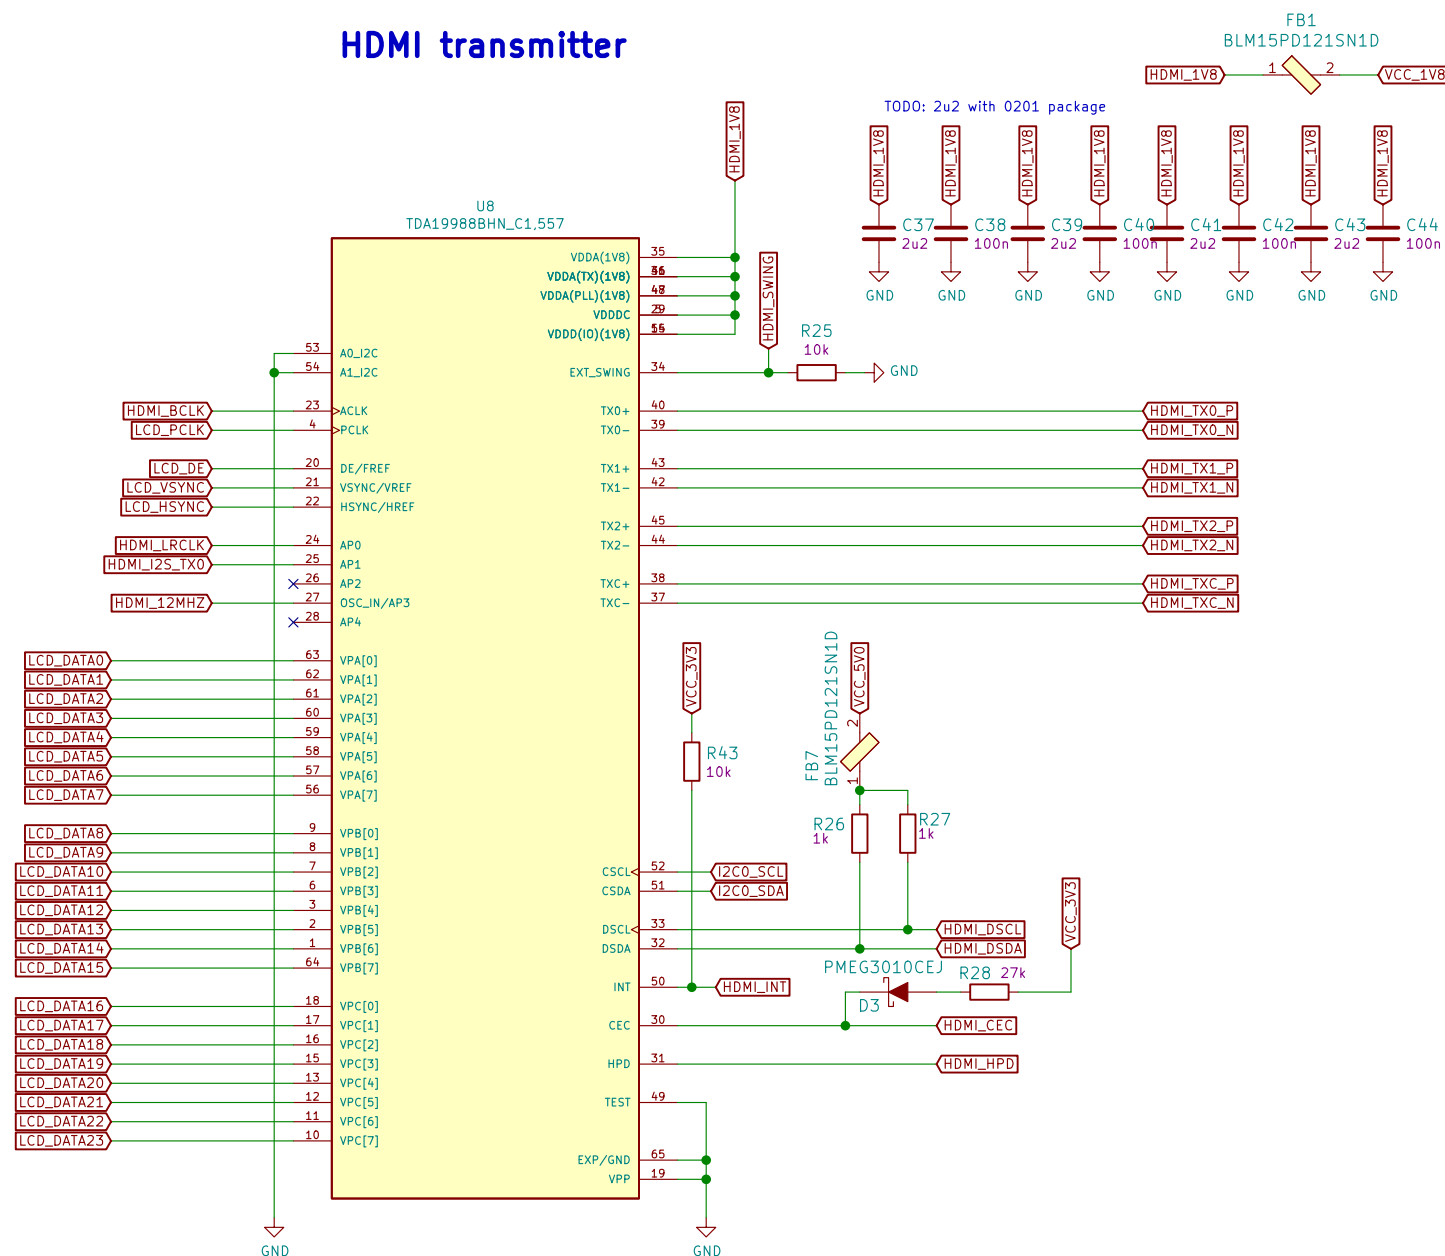 HDMI transmitter
FB1
BLM15PD121SN1D
HDMI_1V8
1
2
VCC_1V8
TODO: 2u2 with 0201 package
HDMI_1V8
HDMI_1V8
HDMI_1V8
HDMI_1V8
HDMI_1V8
HDMI_1V8
HDMI_1V8
HDMI_1V8
HDMI_1V8
C37
2u2
C38
100n
C39
2u2
C40
100n
C41
2u2
C42
100n
C43
2u2
C44
100n
GND
GND
GND
GND
GND
GND
GND
GND
U8
TDA19988BHN_C1,557
VDDA(1V8) 35
VDDA(TX)(1V8)
VDDA(PLL)(1V8)
VDDDC
VDDD(IO)(1V8)
HDMI_SWING
R25
10k
GND
53 A0_I2C
54 A1_I2C
EXT_SWING 34
HDMI_BCLK 23 ACLK
LCD_PCLK 4 PCLK
TX0+ 40 HDMI_TX0_P
TX0- 39 HDMI_TX0_N
LCD_DE 20 DE/FREF
LCD_VSYNC 21 VSYNC/VREF
LCD_HSYNC 22 HSYNC/HREF
TX1+ 43 HDMI_TX1_P
TX1- 42 HDMI_TX1_N
TX2+ 45 HDMI_TX2_P
TX2- 44 HDMI_TX2_N
HDMI_LRCLK 24 AP0
HDMI_I2S_TX0 25 AP1
26 AP2
HDMI_12MHZ 27 OSC_IN/AP3
28 AP4
TXC+ 38 HDMI_TXC_P
TXC- 37 HDMI_TXC_N
LCD_DATA0 63 VPA[0]
LCD_DATA1 62 VPA[1]
LCD_DATA2 61 VPA[2]
LCD_DATA3 60 VPA[3]
LCD_DATA4 59 VPA[4]
LCD_DATA5 58 VPA[5]
LCD_DATA6 57 VPA[6]
LCD_DATA7 56 VPA[7]
LCD_DATA8 9 VPB[0]
LCD_DATA9 8 VPB[1]
LCD_DATA10 7 VPB[2]
LCD_DATA11 6 VPB[3]
LCD_DATA12 3 VPB[4]
LCD_DATA13 2 VPB[5]
LCD_DATA14 1 VPB[6]
LCD_DATA15 64 VPB[7]
LCD_DATA16 18 VPC[0]
LCD_DATA17 17 VPC[1]
LCD_DATA18 16 VPC[2]
LCD_DATA19 15 VPC[3]
LCD_DATA20 13 VPC[4]
LCD_DATA21 12 VPC[5]
LCD_DATA22 11 VPC[6]
LCD_DATA23 10 VPC[7]
VCC_3V3
R43
10k
VCC_5V0
2
FB7
BLM15PD121SN1D
1
R26
1k
R27
1k
CSCL 52 I2C0_SCL
CSDA 51 I2C0_SDA
DSCL 33 HDMI_DSCL
DSDA 32 HDMI_DSDA
VCC_3V3
PMEG3010CEJ
D3
R28 27k
INT 50 HDMI_INT
CEC 30 HDMI_CEC
HPD 31 HDMI_HPD
TEST 49
EXP/GND 65
VPP 19
GND
GND